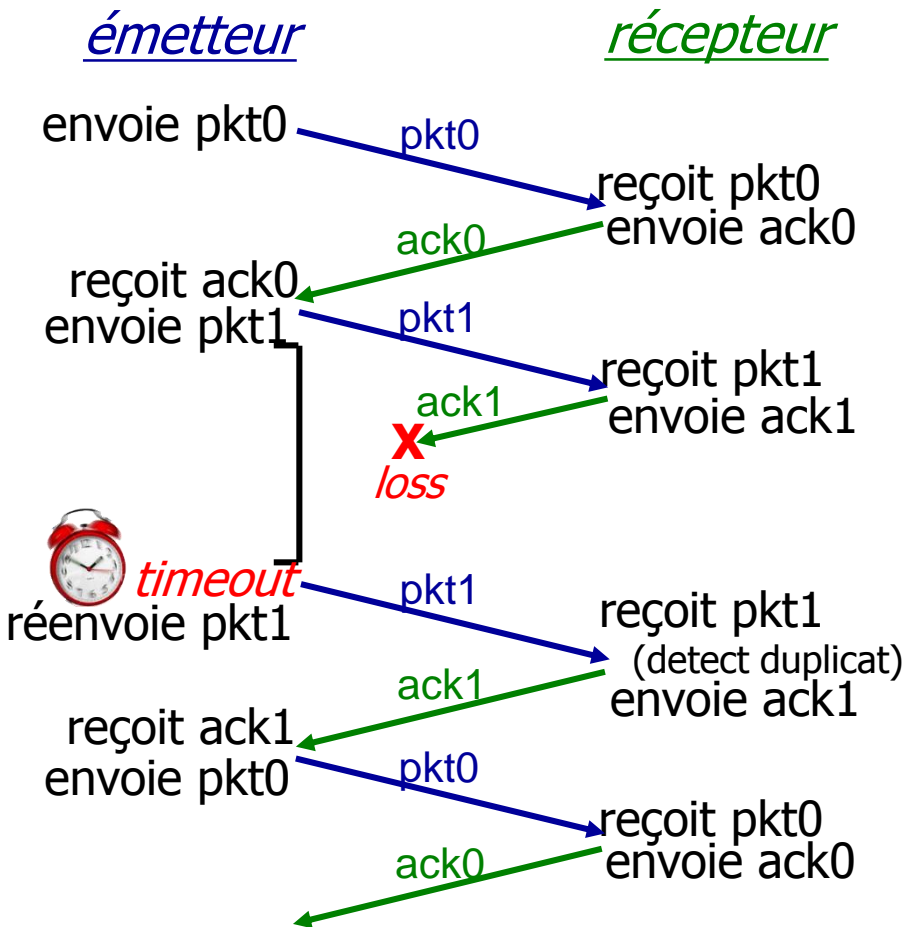 émetteur récepteur
envoie pkt0
pkt0
reçoit pkt0
envoie ack0
ack0
reçoit ack0
envoie pkt1
pkt1
reçoit pkt1
envoie ack1
ack1
X
loss
timeout
réenvoie pkt1
pkt1
reçoit pkt1
(detect duplicat)
envoie ack1
ack1
reçoit ack1
envoie pkt0
pkt0
reçoit pkt0
envoie ack0
ack0